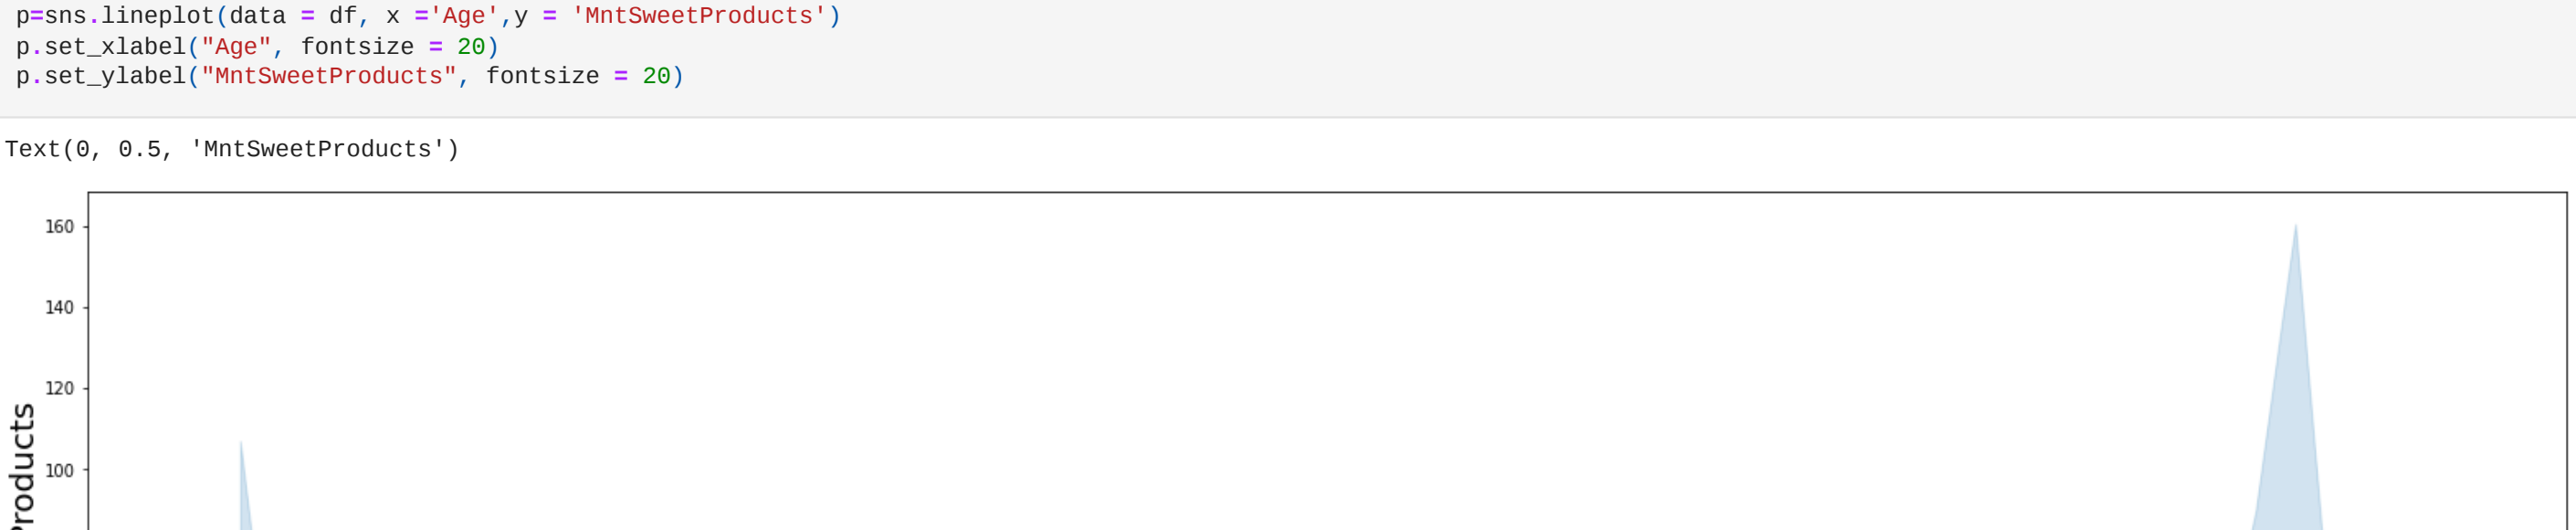 p=sns.lineplot(data = df, x ='Age',y = 'MntSweetProducts')
p.set_xlabel("Age", fontsize = 20)
p.set_ylabel("MntSweetProducts", fontsize = 20)
Text(0, 0.5, 'MntSweetProducts')
160
140
120
100
Products